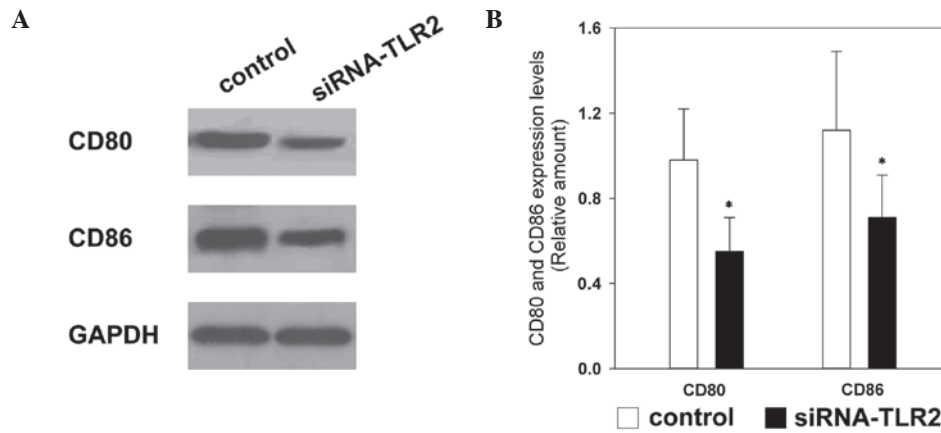 A
control siRNA-TLR2
CD80
CD86
GAPDH
B
CD80 and CD86 expression levels
(Relative amount)
1.6
1.2
0.8
0.4
0.0
*
*
CD80 CD86
control siRNA-TLR2